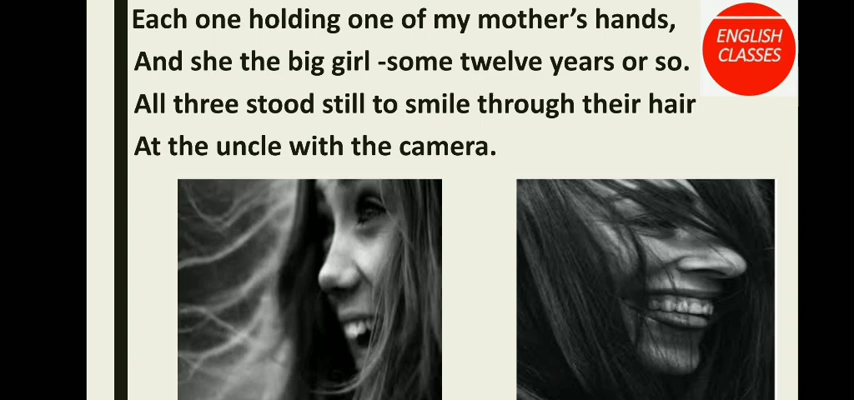 Each one holding one of my mother’s hands,
And she the big girl -some twelve years or so.
All three stood still to smile through their hair
At the uncle with the camera.
ENGLISH
CLASSES